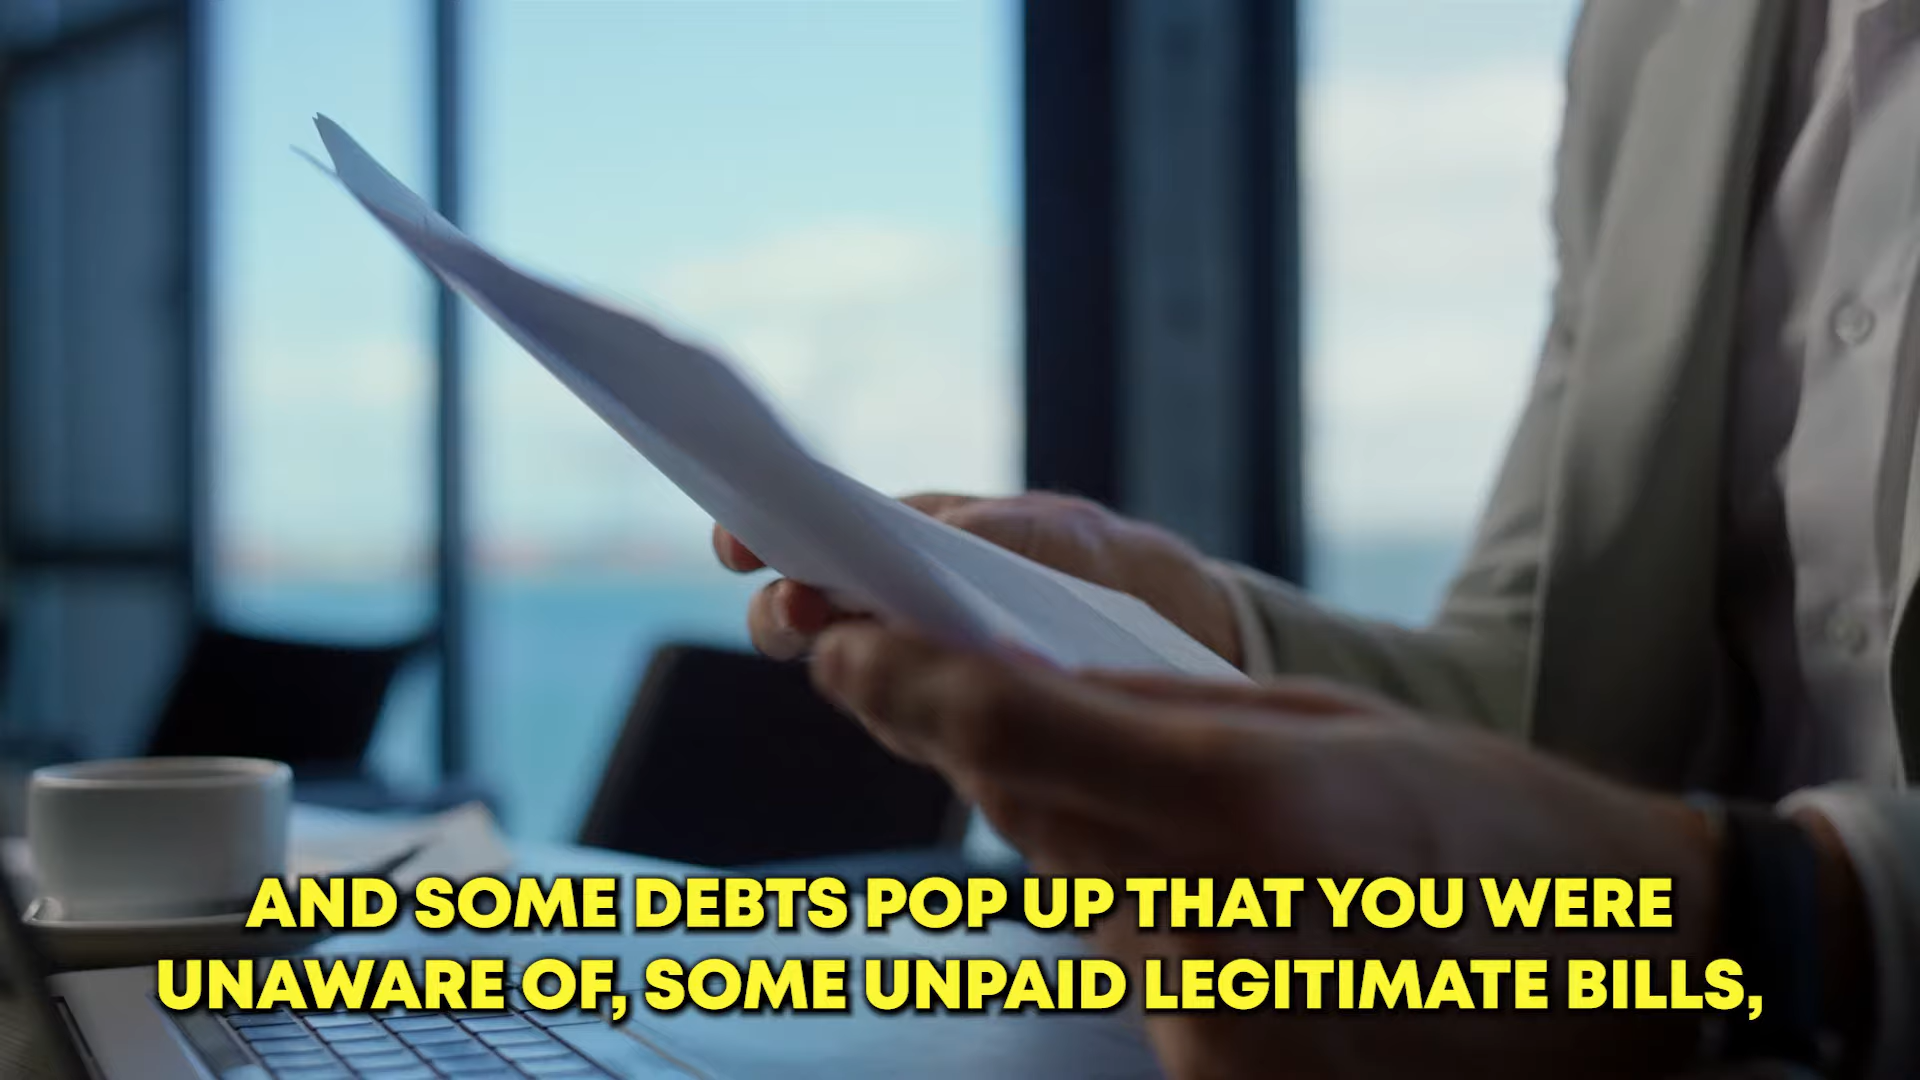 AND SOME DEBTS POP UP THAT YOU WERE
UNAWARE OF, SOME UNPAID LEGITIMATE BILLS,